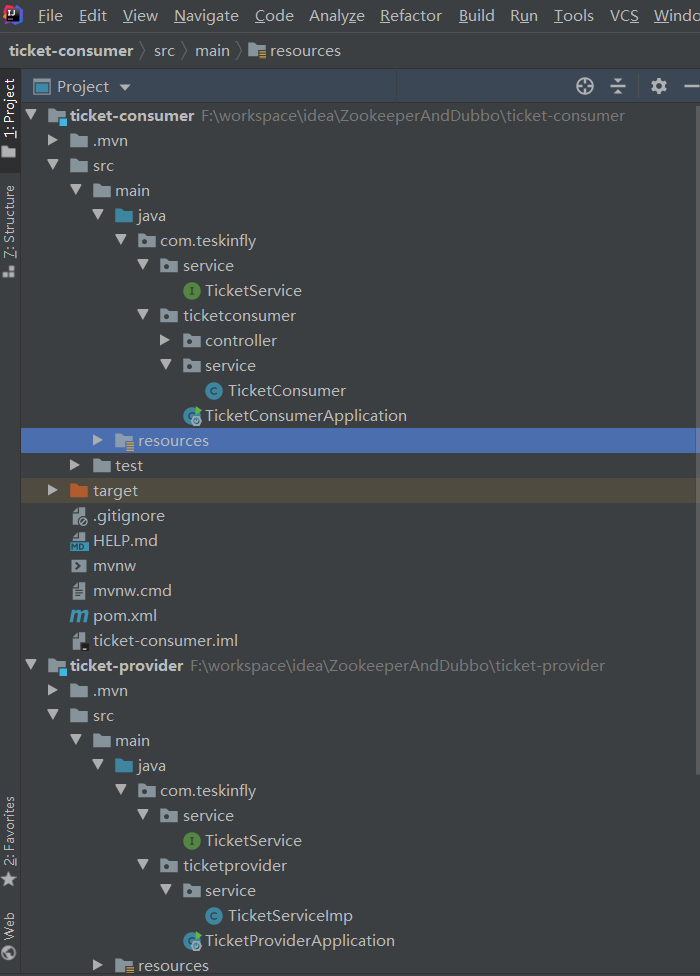 File Edit View Navigate Code Analyze Refactor Build Run Tools VCS Windo
ticket-consumer src main resources
Project
ticket-consumer F:\workspace\idea\ZookeeperAndDubbo\ticket-consumer
.mvn
src
main
java
com.teskinfly
service
TicketService
ticketconsumer
controller
service
TicketConsumer
TicketConsumerApplication
resources
test
target
.gitignore
HELP.md
mvnw
mvnw.cmd
pom.xml
ticket-consumer.iml
ticket-provider F:\workspace\idea\ZookeeperAndDubbo\ticket-provider
.mvn
src
main
java
com.teskinfly
service
TicketService
ticketprovider
service
TicketServiceImp
TicketProviderApplication
resources
1: Project
7: Structure
2: Favorites
Web